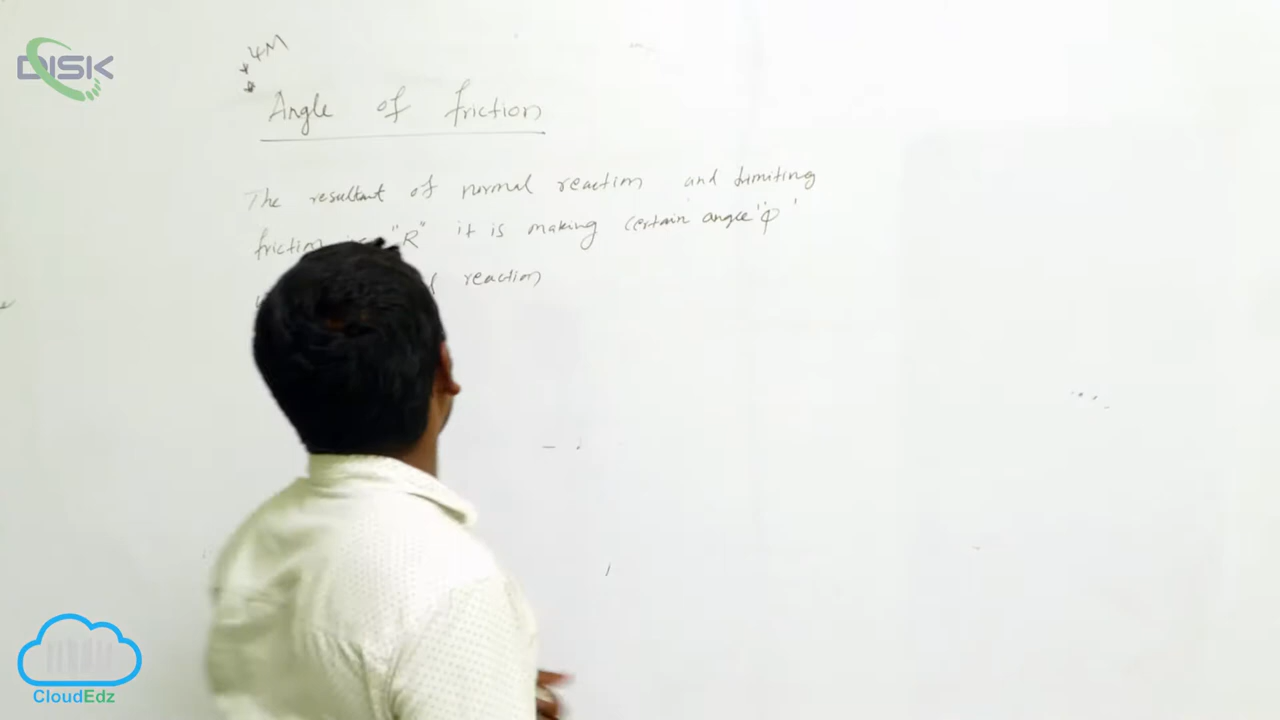 DISK
4M
Angle of friction
The resultant of normal reaction and limiting
friction "R" it is making certain angle "φ"
reaction
CloudEdz